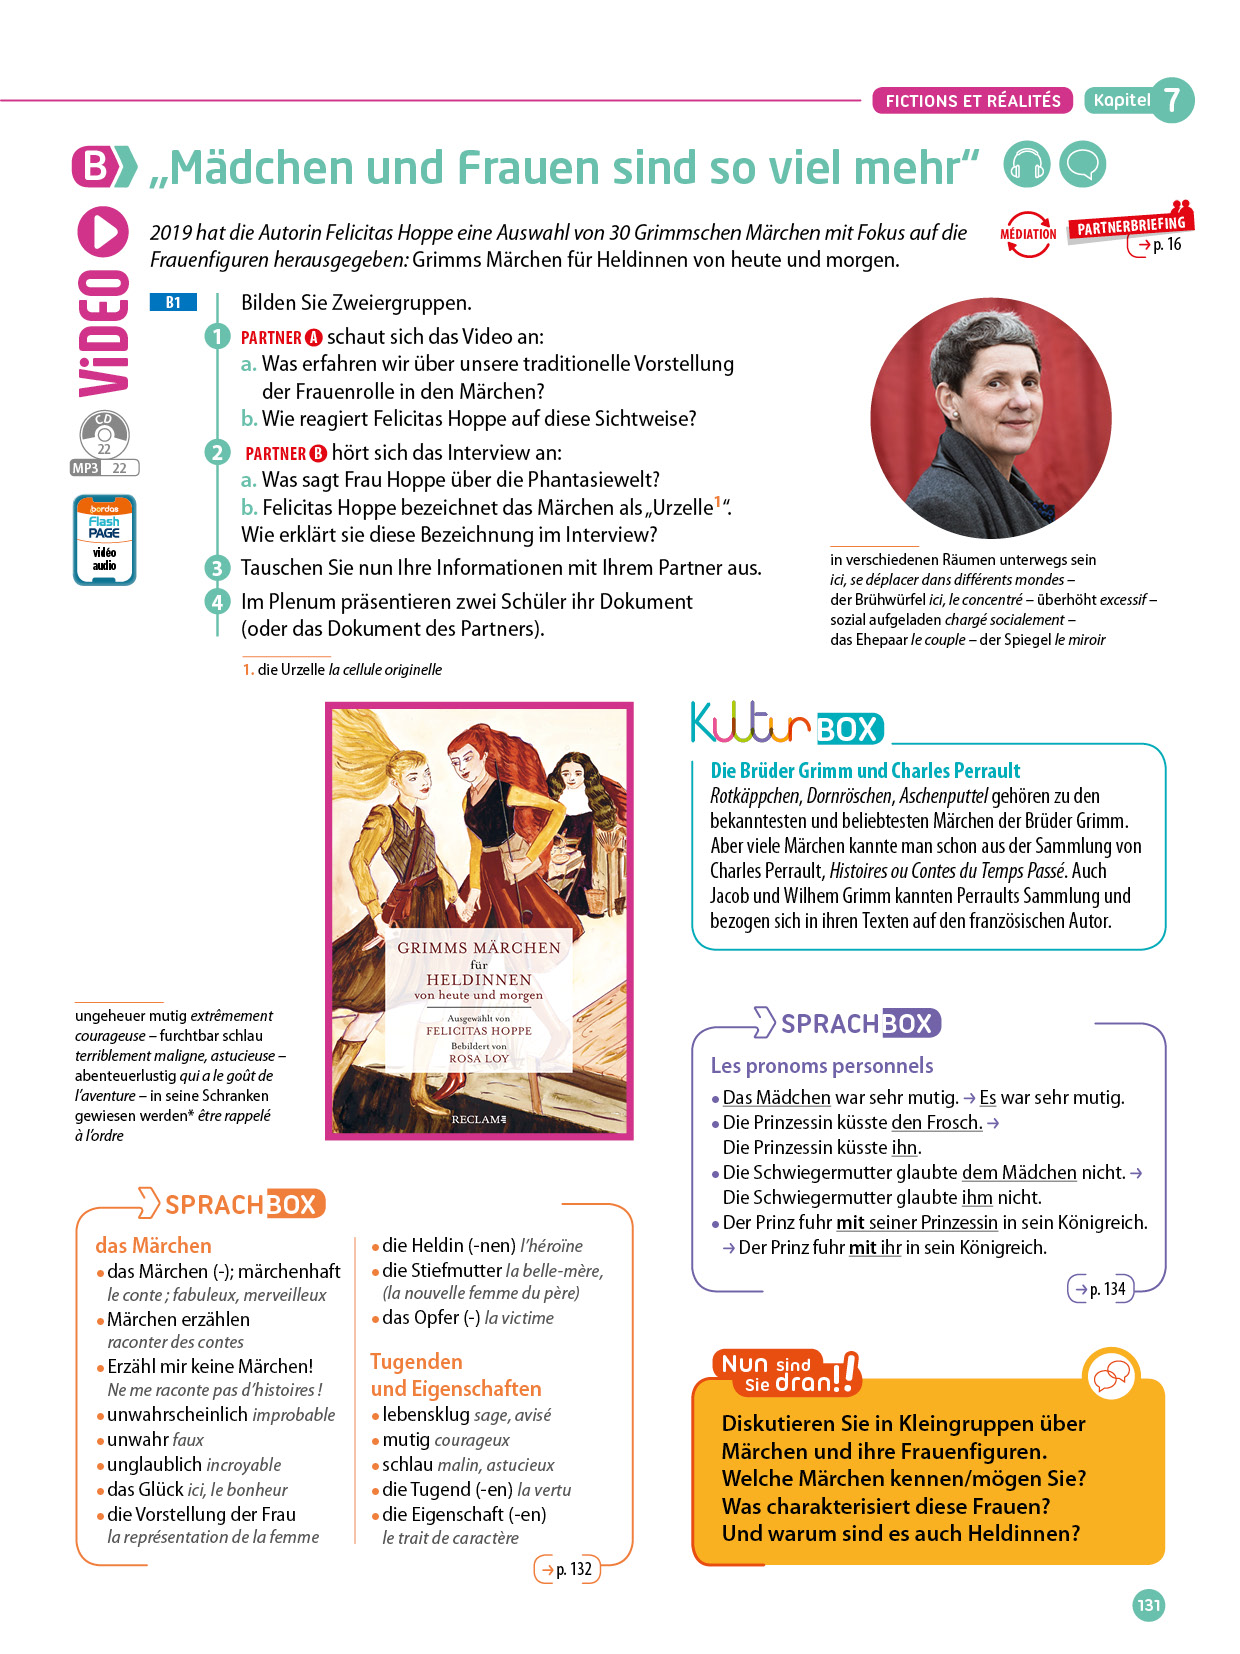 FICTIONS ET RÉALITÉS
Kapitel 7
B
„Mädchen und Frauen sind so viel mehr“
ViDEO
2019 hat die Autorin Felicitas Hoppe eine Auswahl von 30 Grimmschen Märchen mit Fokus auf die
Frauenfiguren herausgegeben: Grimms Märchen für Heldinnen von heute und morgen.
MÉDIATION
PARTNERBRIEFING
→ p. 16
B1
Bilden Sie Zweiergruppen.
1 PARTNER A schaut sich das Video an:
a. Was erfahren wir über unsere traditionelle Vorstellung
der Frauenrolle in den Märchen?
b. Wie reagiert Felicitas Hoppe auf diese Sichtweise?
2 PARTNER B hört sich das Interview an:
a. Was sagt Frau Hoppe über die Phantasiewelt?
b. Felicitas Hoppe bezeichnet das Märchen als „Urzelle1“.
Wie erklärt sie diese Bezeichnung im Interview?
3 Tauschen Sie nun Ihre Informationen mit Ihrem Partner aus.
4 Im Plenum präsentieren zwei Schüler ihr Dokument
(oder das Dokument des Partners).
1. die Urzelle la cellule originelle
CD
22
MP3 22
bordas
Flash
PAGE
vidéo
audio
in verschiedenen Räumen unterwegs sein
ici, se déplacer dans différents mondes –
der Brühwürfel ici, le concentré – überhöht excessif –
sozial aufgeladen chargé socialement –
das Ehepaar le couple – der Spiegel le miroir
GRIMMS MÄRCHEN
für
HELDINNEN
von heute und morgen
Ausgewählt von
FELICITAS HOPPE
Bebildert von
ROSA LOY
RECLAM
ungeheuer mutig extrêmement
courageuse – furchtbar schlau
terriblement maligne, astucieuse –
abenteuerlustig qui a le goût de
l’aventure – in seine Schranken
gewiesen werden* être rappelé
à l’ordre
Kultur BOX
Die Brüder Grimm und Charles Perrault
Rotkäppchen, Dornröschen, Aschenputtel gehören zu den
bekanntesten und beliebtesten Märchen der Brüder Grimm.
Aber viele Märchen kannte man schon aus der Sammlung von
Charles Perrault, Histoires ou Contes du Temps Passé. Auch
Jacob und Wilhem Grimm kannten Perraults Sammlung und
bezogen sich in ihren Texten auf den französischen Autor.
SPRACHBOX
Les pronoms personnels
• Das Mädchen war sehr mutig. → Es war sehr mutig.
• Die Prinzessin küsste den Frosch. →
Die Prinzessin küsste ihn.
• Die Schwiegermutter glaubte dem Mädchen nicht. →
Die Schwiegermutter glaubte ihm nicht.
• Der Prinz fuhr mit seiner Prinzessin in sein Königreich.
→ Der Prinz fuhr mit ihr in sein Königreich.
→ p. 134
SPRACHBOX
das Märchen
• das Märchen (-); märchenhaft
le conte ; fabuleux, merveilleux
• Märchen erzählen
raconter des contes
• Erzähl mir keine Märchen!
Ne me raconte pas d’histoires !
• unwahrscheinlich improbable
• unwahr faux
• unglaublich incroyable
• das Glück ici, le bonheur
• die Vorstellung der Frau
la représentation de la femme
• die Heldin (-nen) l’héroïne
• die Stiefmutter la belle-mère,
(la nouvelle femme du père)
• das Opfer (-) la victime
Tugenden
und Eigenschaften
• lebensklug sage, avisé
• mutig courageux
• schlau malin, astucieux
• die Tugend (-en) la vertu
• die Eigenschaft (-en)
le trait de caractère
→ p. 132
Nun sind
Sie dran!!
Diskutieren Sie in Kleingruppen über
Märchen und ihre Frauenfiguren.
Welche Märchen kennen/mögen Sie?
Was charakterisiert diese Frauen?
Und warum sind es auch Heldinnen?
131